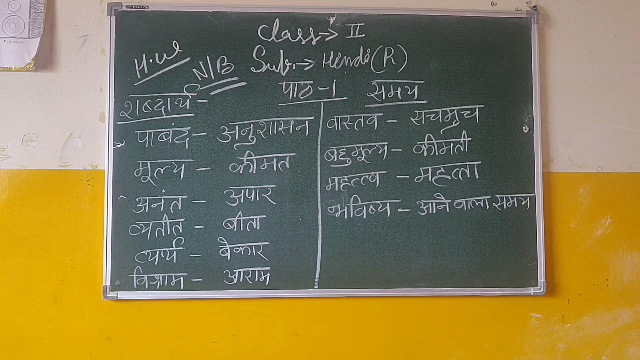 Class → II
H.W N/B Sub. → Hindi (R)
पाठ-1 समय
शब्दार्थ -
पाबंद - अनुशासन
मूल्य - कीमत
अनंत - अपार
व्यतीत - बीता
व्यर्थ - बेकार
विश्राम - आराम
वास्तव - सचमुच
बहुमूल्य - कीमती
महत्त्व - महत्ता
भविष्य - आने वाला समय